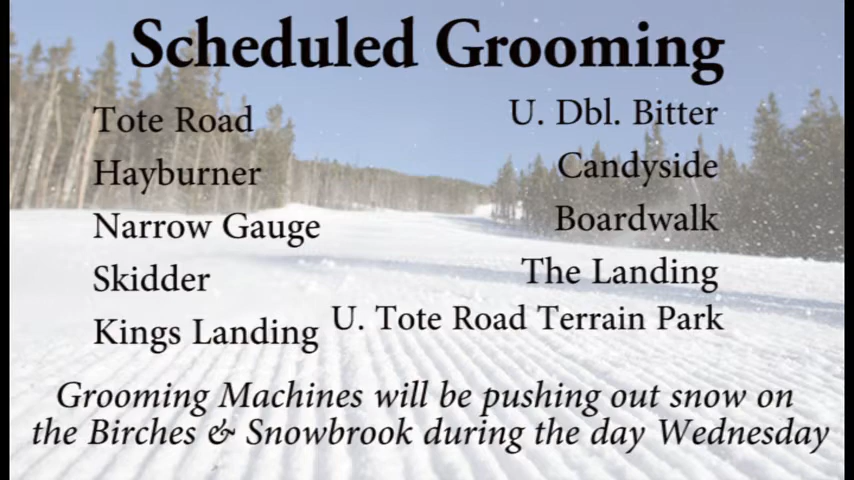 Scheduled Grooming
Tote Road
Hayburner
Narrow Gauge
Skidder
Kings Landing
U. Dbl. Bitter
Candyside
Boardwalk
The Landing
U. Tote Road Terrain Park
Grooming Machines will be pushing out snow on
the Birches & Snowbrook during the day Wednesday